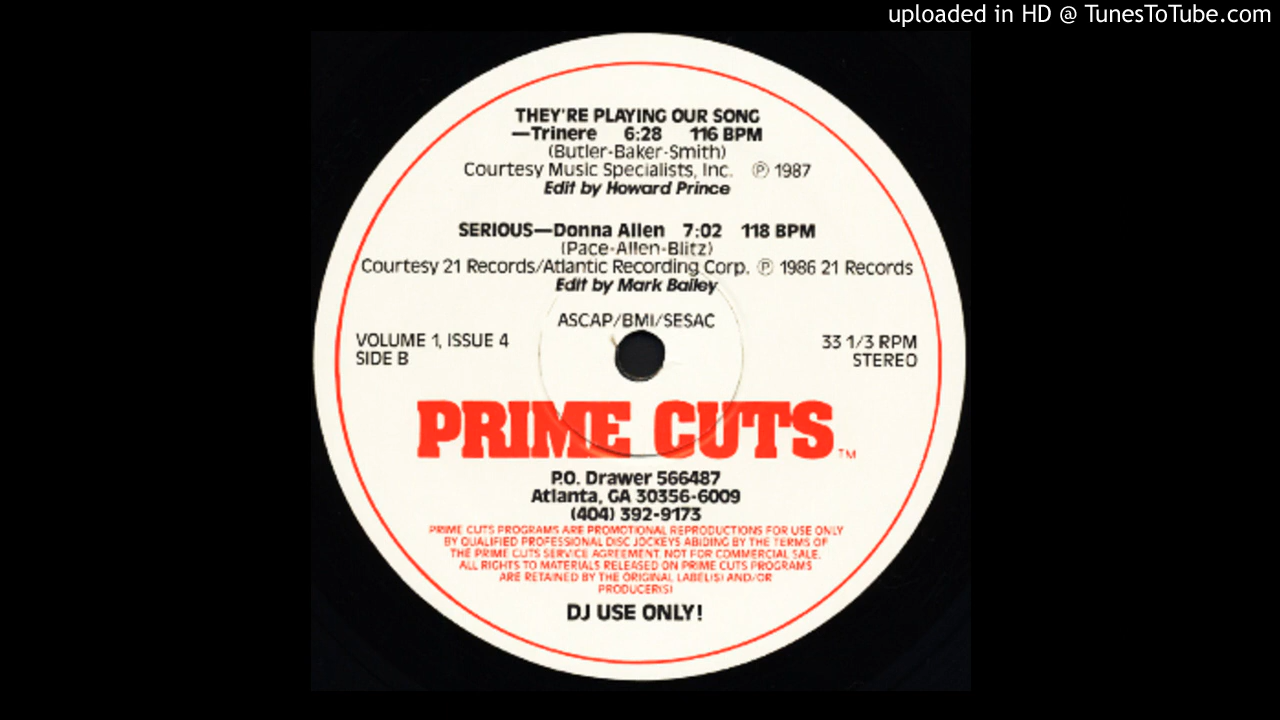 uploaded in HD @ TunesToTube.com
THEY'RE PLAYING OUR SONG
—Trinere 6:28 116 BPM
(Butler-Baker-Smith)
Courtesy Music Specialists, Inc. Ⓟ 1987
Edit by Howard Prince
SERIOUS—Donna Allen 7:02 118 BPM
(Pace-Allen-Blitz)
Courtesy 21 Records/Atlantic Recording Corp. Ⓟ 1986 21 Records
Edit by Mark Bailey
ASCAP/BMI/SESAC
VOLUME 1, ISSUE 4
SIDE B
33 1/3 RPM
STEREO
PRIME CUTS™
P.O. Drawer 566487
Atlanta, GA 30356-6009
(404) 392-9173
PRIME CUTS PROGRAMS ARE PROMOTIONAL REPRODUCTIONS FOR USE ONLY
BY QUALIFIED PROFESSIONAL DISC JOCKEYS ABIDING BY THE TERMS OF
THE PRIME CUTS SERVICE AGREEMENT. NOT FOR COMMERCIAL SALE.
ALL RIGHTS TO MATERIALS RELEASED ON PRIME CUTS PROGRAMS
ARE RETAINED BY THE ORIGINAL LABEL(S) AND/OR
PRODUCER(S)
DJ USE ONLY!